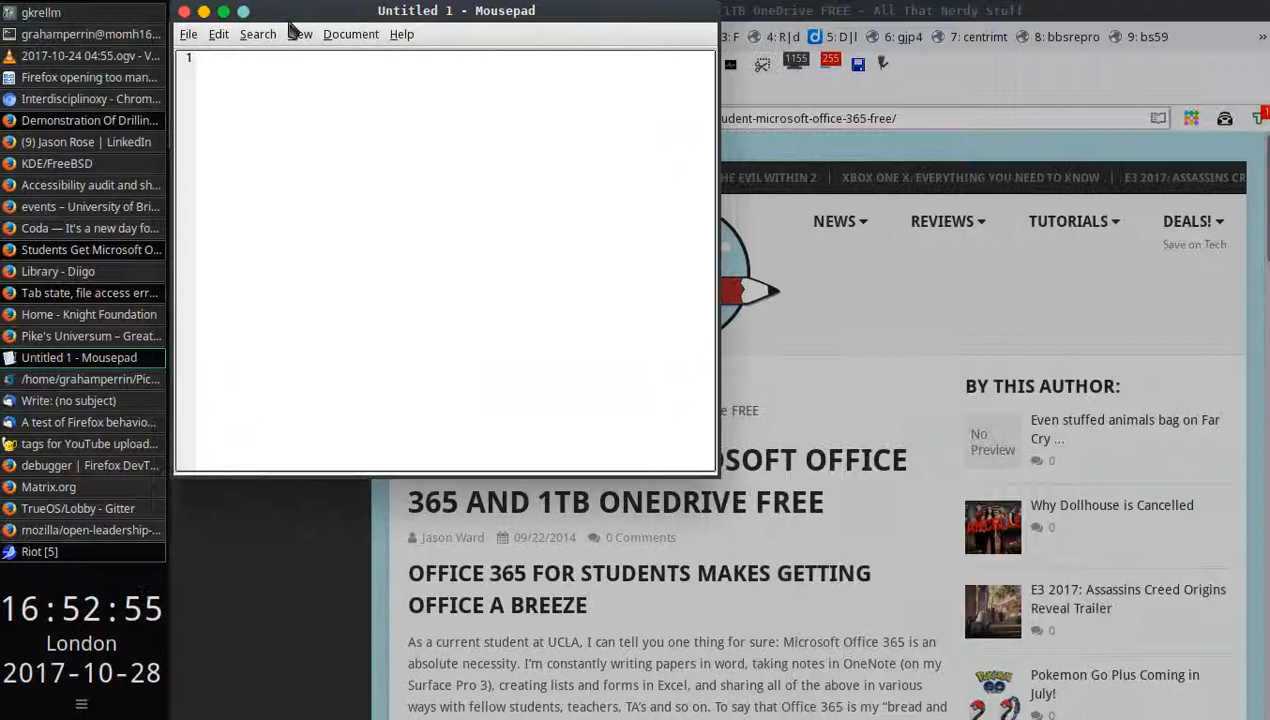 gkrellm
grahamperrin@momh16...
2017-10-24 04:55.ogv - V...
Firefox opening too man...
Interdisciplinoxy - Chrom...
Demonstration Of Drillin...
(9) Jason Rose | LinkedIn
KDE/FreeBSD
Accessibility audit and sh...
events – University of Bri...
Coda — It's a new day fo...
Students Get Microsoft O...
Library - Diigo
Tab state, file access err...
Home - Knight Foundation
Pike's Universum – Great...
Untitled 1 - Mousepad
/home/grahamperrin/Pic...
Write: (no subject)
A test of Firefox behavio...
tags for YouTube upload...
debugger | Firefox DevT...
Matrix.org
TrueOS/Lobby - Gitter
mozilla/open-leadership-...
Riot [5]
16:52:55
London
2017-10-28
Untitled 1 - Mousepad
File Edit Search Document Help
1
1TB OneDrive FREE - All That Nerdy Stuff
3: F 4: R|d 5: D|l 6: gjp4 7: centrimt 8: bbsrepro 9: bs59 »
1155 255
udent-microsoft-office-365-free/
1
HE EVIL WITHIN 2 XBOX ONE X: EVERYTHING YOU NEED TO KNOW E3 2017: ASSASSINS CR
NEWS REVIEWS TUTORIALS DEALS!
Save on Tech
e FREE
OSOFT OFFICE
365 AND 1TB ONEDRIVE FREE
Jason Ward 09/22/2014 0 Comments
OFFICE 365 FOR STUDENTS MAKES GETTING
OFFICE A BREEZE
As a current student at UCLA, I can tell you one thing for sure: Microsoft Office 365 is an
absolute necessity. I'm constantly writing papers in word, taking notes in OneNote (on my
Surface Pro 3), creating lists and forms in Excel, and sharing all of the above in various
ways with fellow students, teachers, TA's and so on. To say that Office 365 is my "bread and
BY THIS AUTHOR:
No
Preview
Even stuffed animals bag on Far
Cry ...
0
Why Dollhouse is Cancelled
0
E3 2017: Assassins Creed Origins
Reveal Trailer
0
Pokemon Go Plus Coming in
July!
0